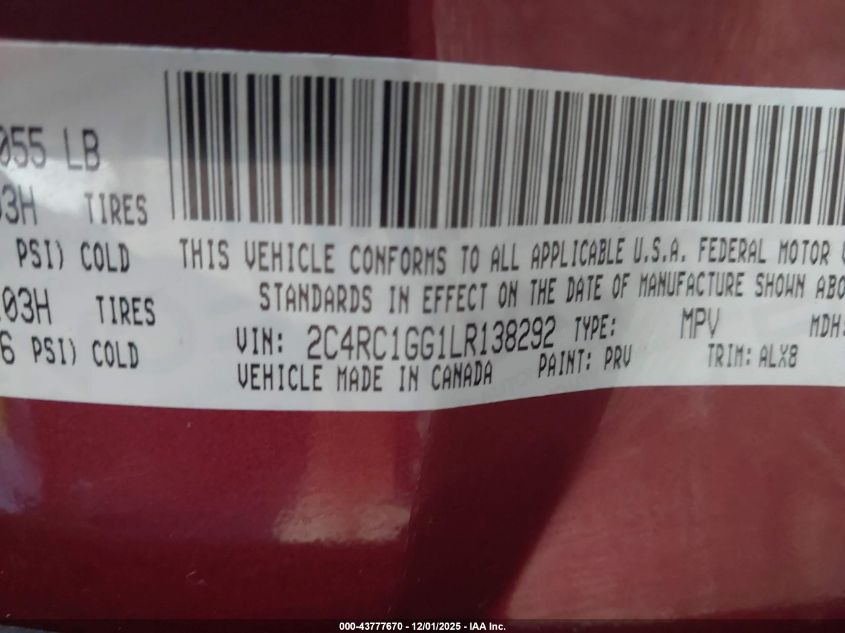 055 LB
03H TIRES
PSI) COLD
03H TIRES
6 PSI) COLD
THIS VEHICLE CONFORMS TO ALL APPLICABLE U.S.A. FEDERAL MOTOR
STANDARDS IN EFFECT ON THE DATE OF MANUFACTURE SHOWN ABO
VIN: 2C4RC1GG1LR138292 TYPE: MPV MDH:
VEHICLE MADE IN CANADA PAINT: PRV TRIM: ALX8
000-43777670 - 12/01/2025 - IAA Inc.